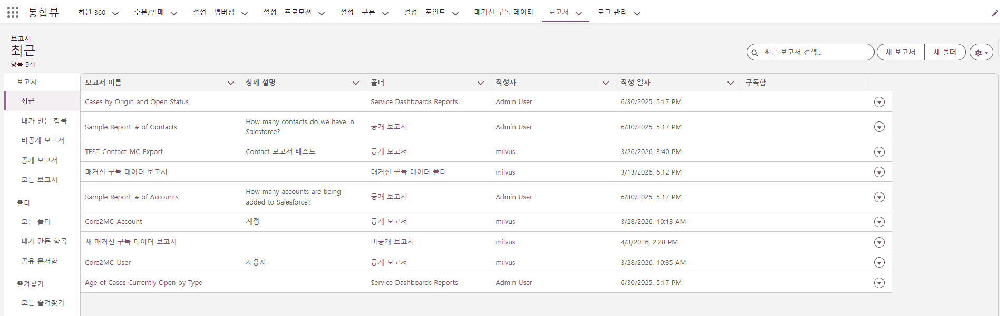 통합뷰
회원 360
주문/판매
설정 - 멤버십
설정 - 프로모션
설정 - 쿠폰
설정 - 포인트
매거진 구독 데이터
보고서
로그 관리
보고서
최근
항목 9개
최근 보고서 검색...
새 보고서
새 폴더
보고서
최근
내가 만든 항목
비공개 보고서
공개 보고서
모든 보고서
폴더
모든 폴더
내가 만든 항목
공유 문서함
즐겨찾기
모든 즐겨찾기
보고서 이름 상세 설명 폴더 작성자 작성 일자 구독함
Cases by Origin and Open Status Service Dashboards Reports Admin User 6/30/2025, 5:17 PM
Sample Report: # of Contacts How many contacts do we have in Salesforce? 공개 보고서 Admin User 6/30/2025, 5:17 PM
TEST_Contact_MC_Export Contact 보고서 테스트 공개 보고서 milvus 3/26/2026, 3:40 PM
매거진 구독 데이터 보고서 매거진 구독 데이터 폴더 milvus 3/13/2026, 6:12 PM
Sample Report: # of Accounts How many accounts are being added to Salesforce? 공개 보고서 Admin User 6/30/2025, 5:17 PM
Core2MC_Account 계정 공개 보고서 milvus 3/28/2026, 10:13 AM
새 매거진 구독 데이터 보고서 비공개 보고서 milvus 4/3/2026, 2:28 PM
Core2MC_User 사용자 공개 보고서 milvus 3/28/2026, 10:35 AM
Age of Cases Currently Open by Type Service Dashboards Reports Admin User 6/30/2025, 5:17 PM